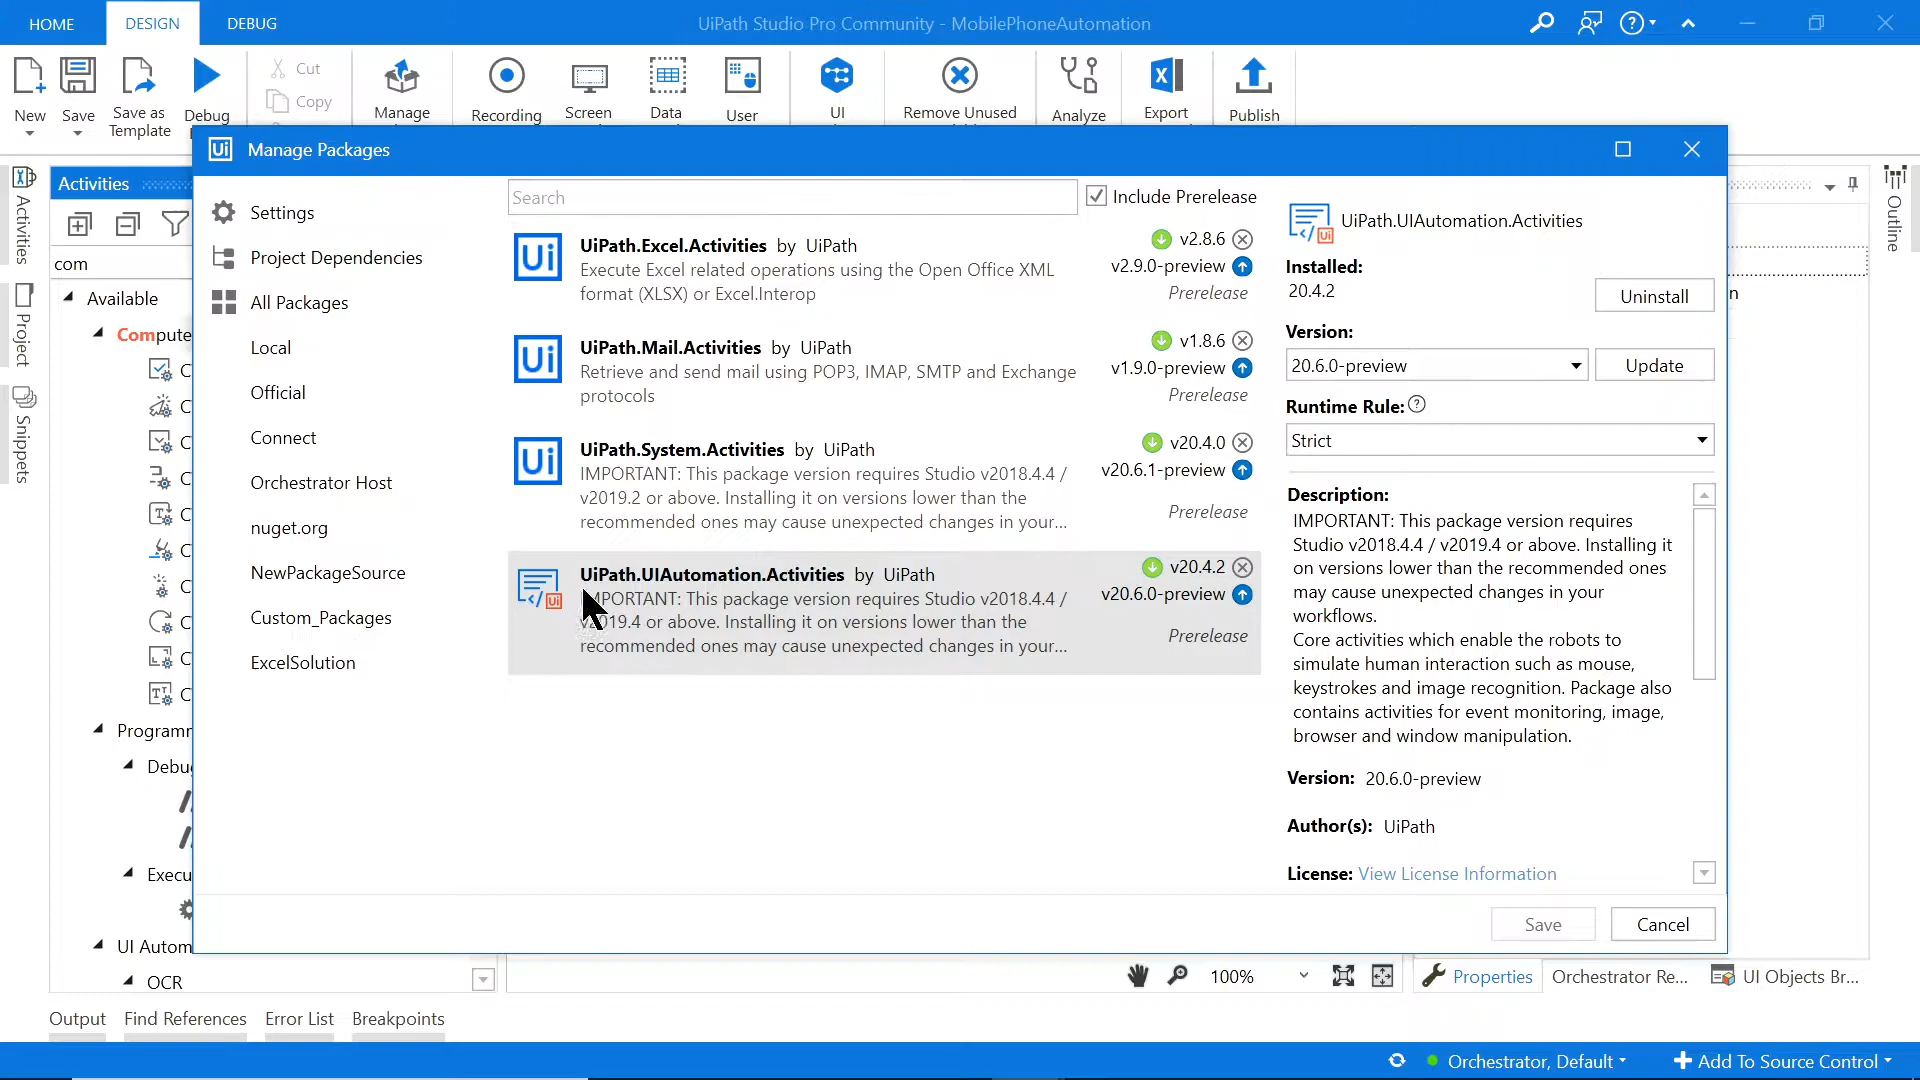 HOME
DESIGN
DEBUG
UiPath Studio Pro Community - MobilePhoneAutomation
New
Save
Save as
Template
Debug
Cut
Copy
Manage
Recording
Screen
Data
User
UI
Remove Unused
Analyze
Export
Publish
Ui Manage Packages
Activities
Activities
Project
Snippets
Outline
com
Available
Compute
C
C
C
C
C
C
C
C
C
C
Programm
Debu
Execu
UI Autom
OCR
Settings
Project Dependencies
All Packages
Local
Official
Connect
Orchestrator Host
nuget.org
NewPackageSource
Custom_Packages
ExcelSolution
Search
Include Prerelease
Ui
UiPath.Excel.Activities by UiPath
v2.8.6
Execute Excel related operations using the Open Office XML
v2.9.0-preview
format (XLSX) or Excel.Interop
Prerelease
Ui
UiPath.Mail.Activities by UiPath
v1.8.6
Retrieve and send mail using POP3, IMAP, SMTP and Exchange
v1.9.0-preview
protocols
Prerelease
Ui
UiPath.System.Activities by UiPath
v20.4.0
IMPORTANT: This package version requires Studio v2018.4.4 /
v20.6.1-preview
v2019.2 or above. Installing it on versions lower than the
recommended ones may cause unexpected changes in your...
Prerelease
Ui
UiPath.UIAutomation.Activities by UiPath
v20.4.2
IMPORTANT: This package version requires Studio v2018.4.4 /
v20.6.0-preview
v2019.4 or above. Installing it on versions lower than the
recommended ones may cause unexpected changes in your...
Prerelease
Ui
UiPath.UIAutomation.Activities
Installed:
20.4.2
Uninstall
Version:
20.6.0-preview
Update
Runtime Rule:
Strict
Description:
IMPORTANT: This package version requires
Studio v2018.4.4 / v2019.4 or above. Installing it
on versions lower than the recommended ones
may cause unexpected changes in your
workflows.
Core activities which enable the robots to
simulate human interaction such as mouse,
keystrokes and image recognition. Package also
contains activities for event monitoring, image,
browser and window manipulation.
Version: 20.6.0-preview
Author(s): UiPath
License: View License Information
Save
Cancel
n
100%
Properties
Orchestrator Re...
UI Objects Br...
Output
Find References
Error List
Breakpoints
Orchestrator, Default
Add To Source Control